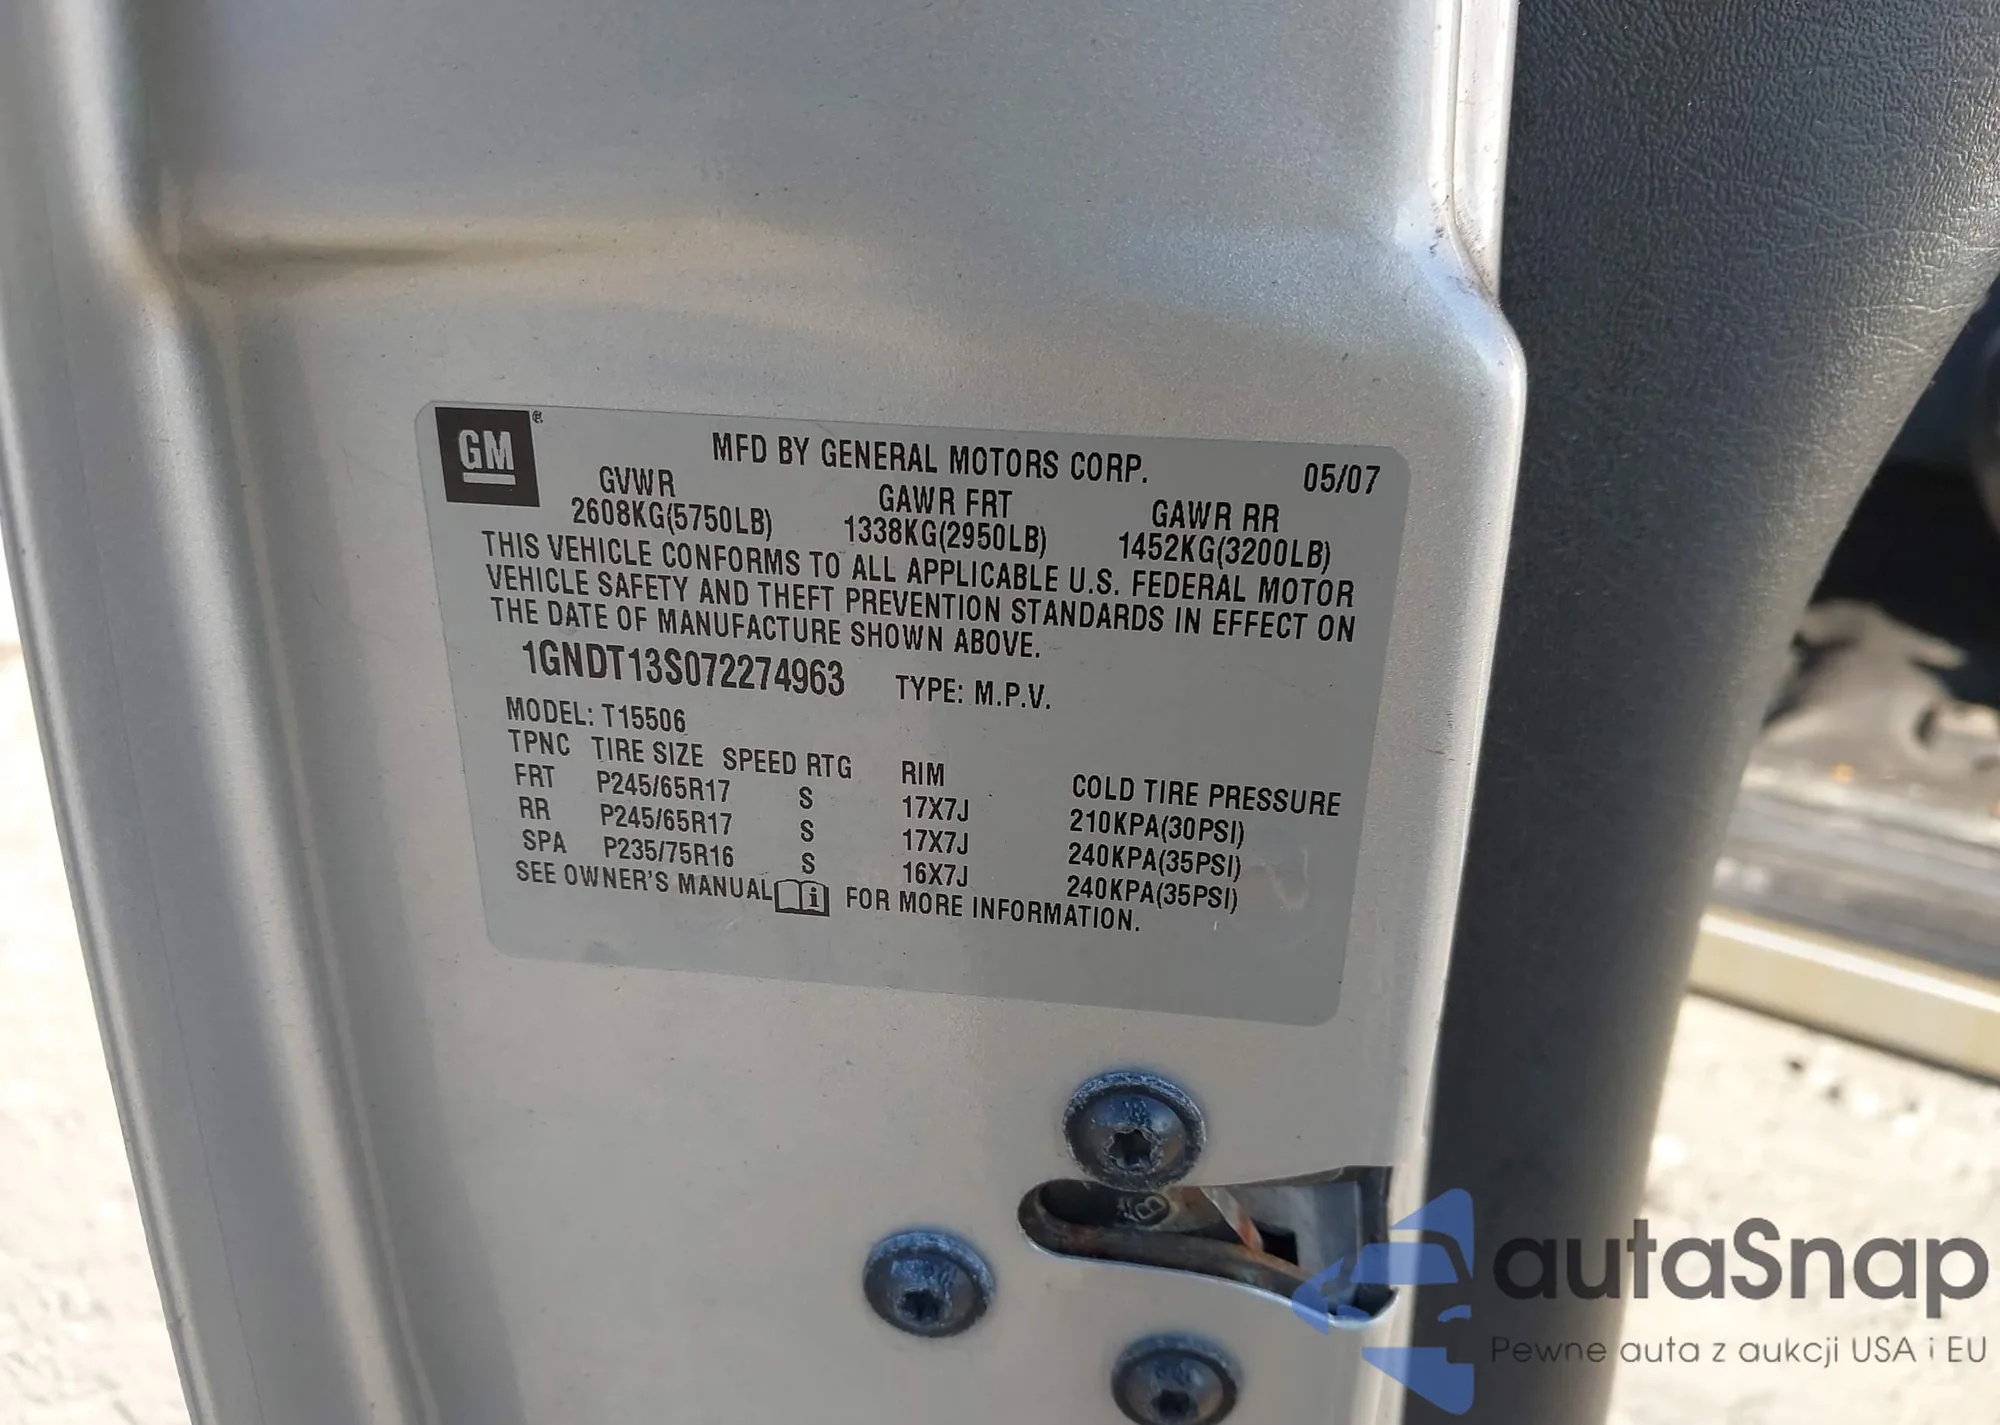 GM ®
MFD BY GENERAL MOTORS CORP. 05/07
GVWR GAWR FRT GAWR RR
2608KG(5750LB) 1338KG(2950LB) 1452KG(3200LB)
THIS VEHICLE CONFORMS TO ALL APPLICABLE U.S. FEDERAL MOTOR
VEHICLE SAFETY AND THEFT PREVENTION STANDARDS IN EFFECT ON
THE DATE OF MANUFACTURE SHOWN ABOVE.
1GNDT13S072274963 TYPE: M.P.V.
MODEL: T15506
TPNC TIRE SIZE SPEED RTG RIM COLD TIRE PRESSURE
FRT P245/65R17 S 17X7J 210KPA(30PSI)
RR P245/65R17 S 17X7J 240KPA(35PSI)
SPA P235/75R16 S 16X7J 240KPA(35PSI)
SEE OWNER'S MANUAL i FOR MORE INFORMATION.
B
autaSnap
Pewne auta z aukcji USA i EU